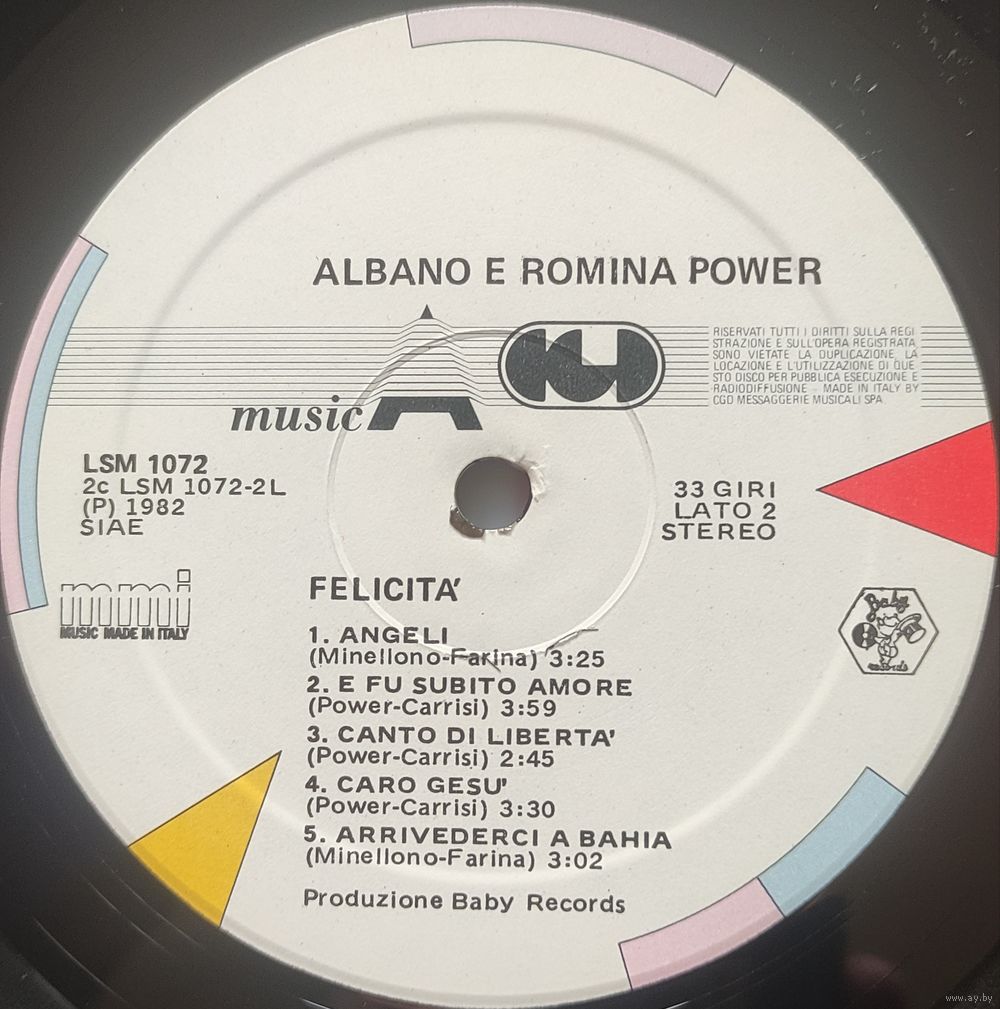 ALBANO E ROMINA POWER
RISERVATI TUTTI I DIRITTI SULLA REGI
STRAZIONE E SULL'OPERA REGISTRATA
SONO VIETATE LA DUPLICAZIONE, LA
LOCAZIONE E L'UTILIZZAZIONE DI QUE
STO DISCO PER PUBBLICA ESECUZIONE E
RADIODIFFUSIONE - MADE IN ITALY BY
CGD MESSAGGERIE MUSICALI SPA.
music A
LSM 1072
2c LSM 1072-2L
(P) 1982
SIAE
33 GIRI
LATO 2
STEREO
mmi
MUSIC MADE IN ITALY
Baby
records
FELICITA'
1. ANGELI
(Minellono-Farina) 3:25
2. E FU SUBITO AMORE
(Power-Carrisi) 3:59
3. CANTO DI LIBERTA'
(Power-Carrisi) 2:45
4. CARO GESU'
(Power-Carrisi) 3:30
5. ARRIVEDERCI A BAHIA
(Minellono-Farina) 3:02
Produzione Baby Records
www.ay.by